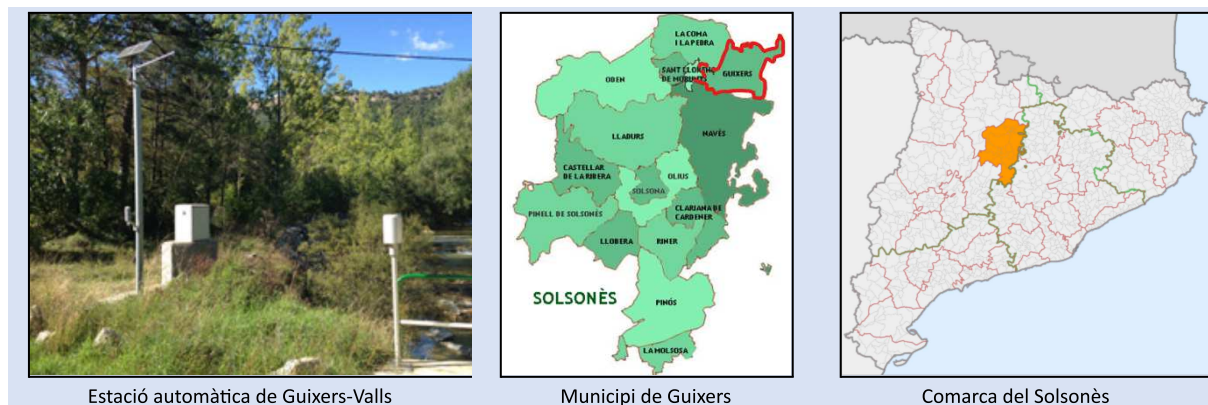 LA COMA
I LA PEDRA
GUIXERS
SANT LLORENÇ
DE MORUNYS
ODEN
LLADURS
NAVÈS
CASTELLAR
DE LA RIBERA
OLIUS
SOLSONA
PINELL DE SOLSONÈS
CLARIANA DE
CARDENER
LLOBERA
RINER
SOLSONÈS
PINÓS
LA MOLSOSA
Estació automàtica de Guixers-Valls
Municipi de Guixers
Comarca del Solsonès